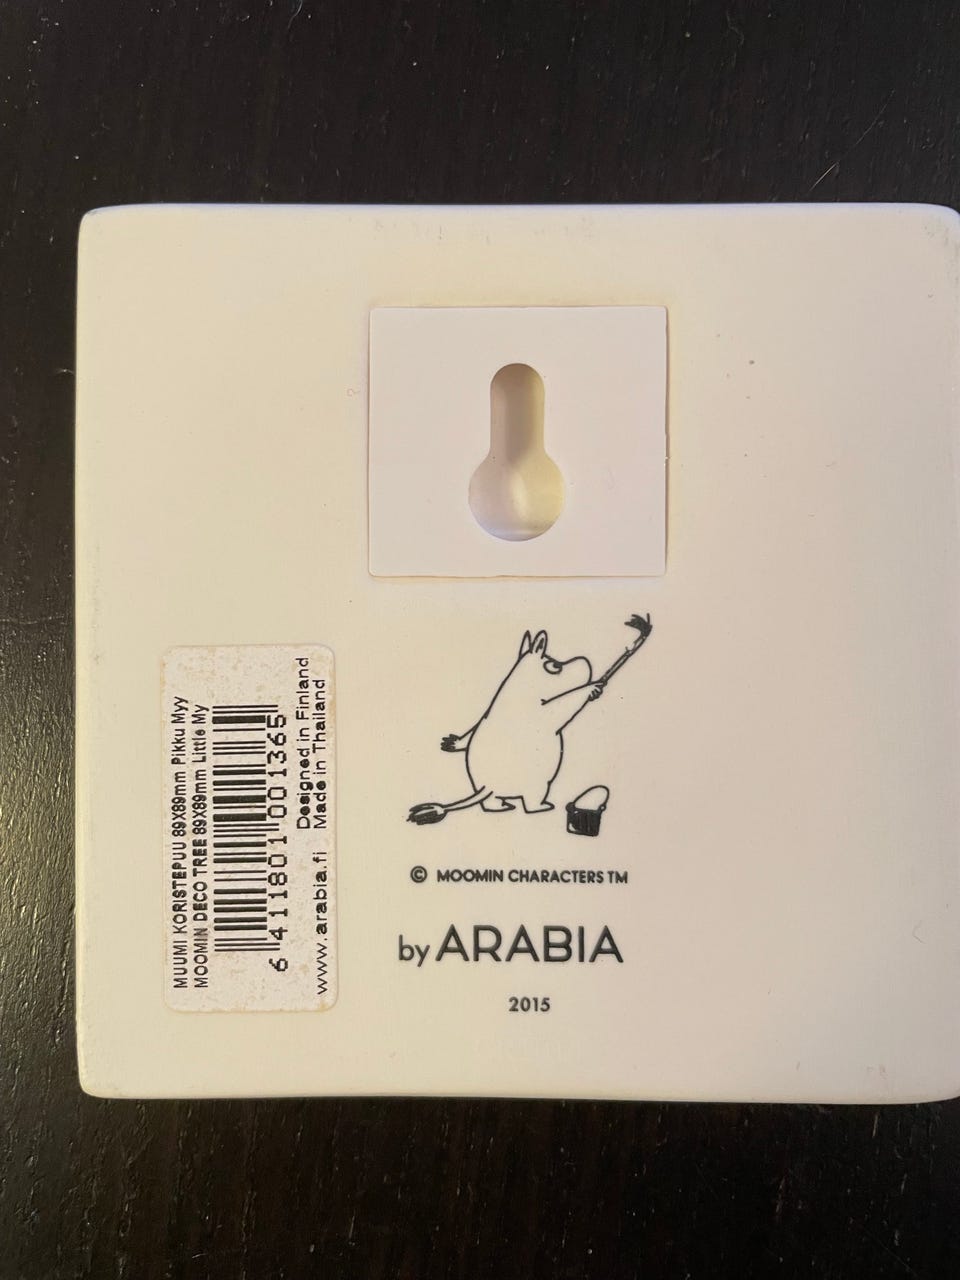 MUUMI KORISTEPUU 89X89mm Pikku Myy
MOOMIN DECO TREE 89X89mm Little My
6 411801 001365
Designed in Finland
www.arabia.fi Made in Thailand
© MOOMIN CHARACTERS TM
by ARABIA
2015